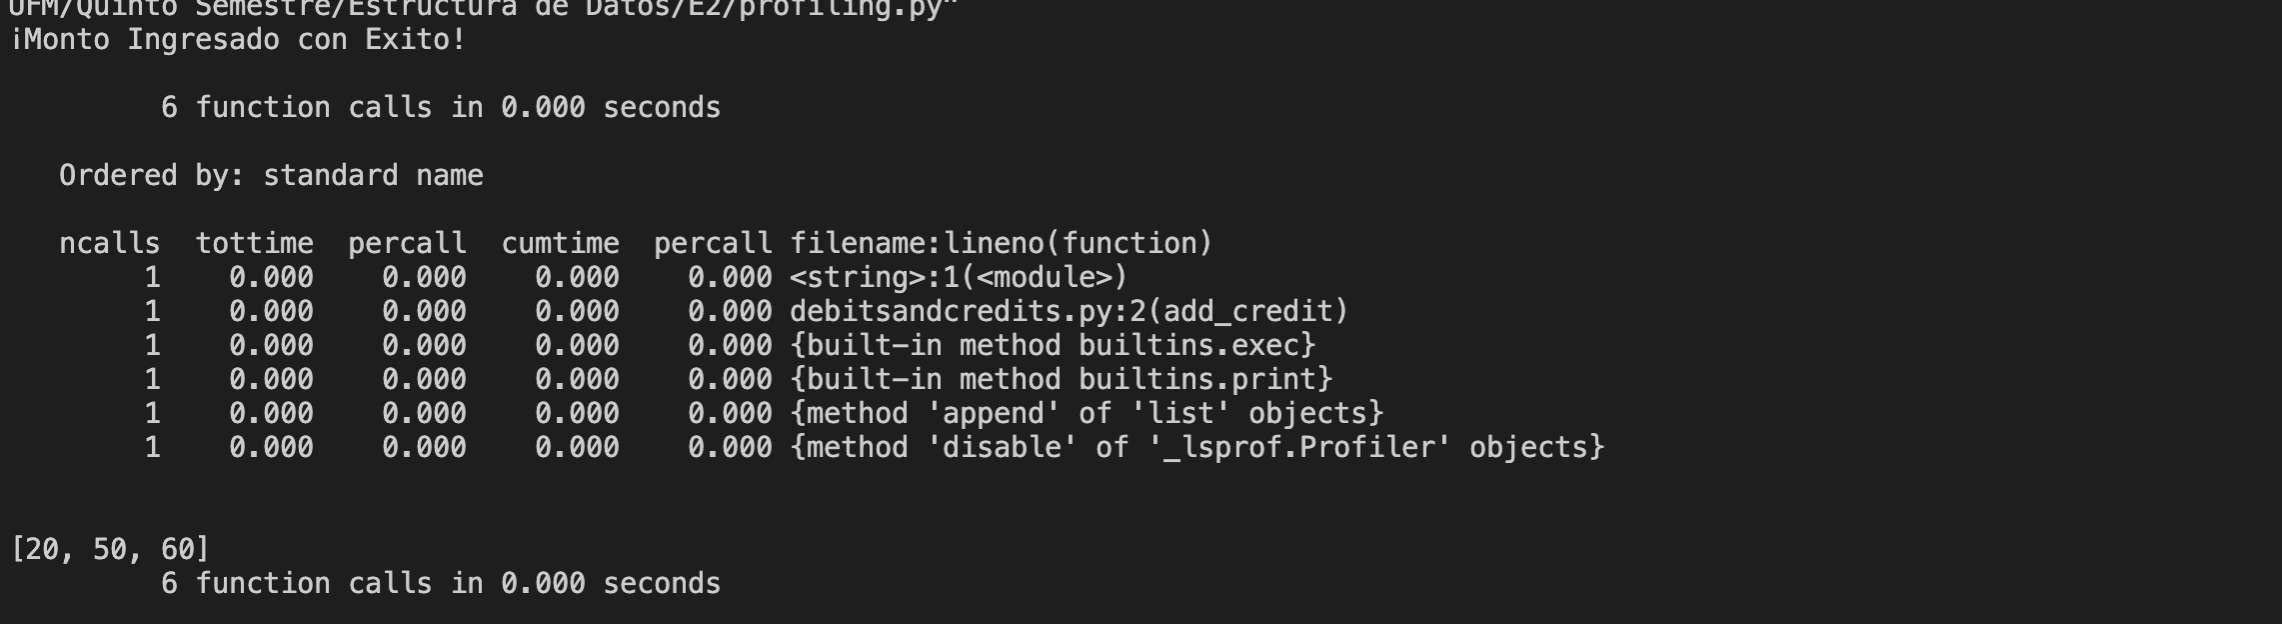 UFM/Quinto Semestre/Estructura de Datos/E2/profiling.py"
¡Monto Ingresado con Exito!
6 function calls in 0.000 seconds
Ordered by: standard name
ncalls  tottime  percall  cumtime  percall filename:lineno(function)
1    0.000    0.000    0.000    0.000 <string>:1(<module>)
1    0.000    0.000    0.000    0.000 debitsandcredits.py:2(add_credit)
1    0.000    0.000    0.000    0.000 {built-in method builtins.exec}
1    0.000    0.000    0.000    0.000 {built-in method builtins.print}
1    0.000    0.000    0.000    0.000 {method 'append' of 'list' objects}
1    0.000    0.000    0.000    0.000 {method 'disable' of '_lsprof.Profiler' objects}
[20, 50, 60]
6 function calls in 0.000 seconds